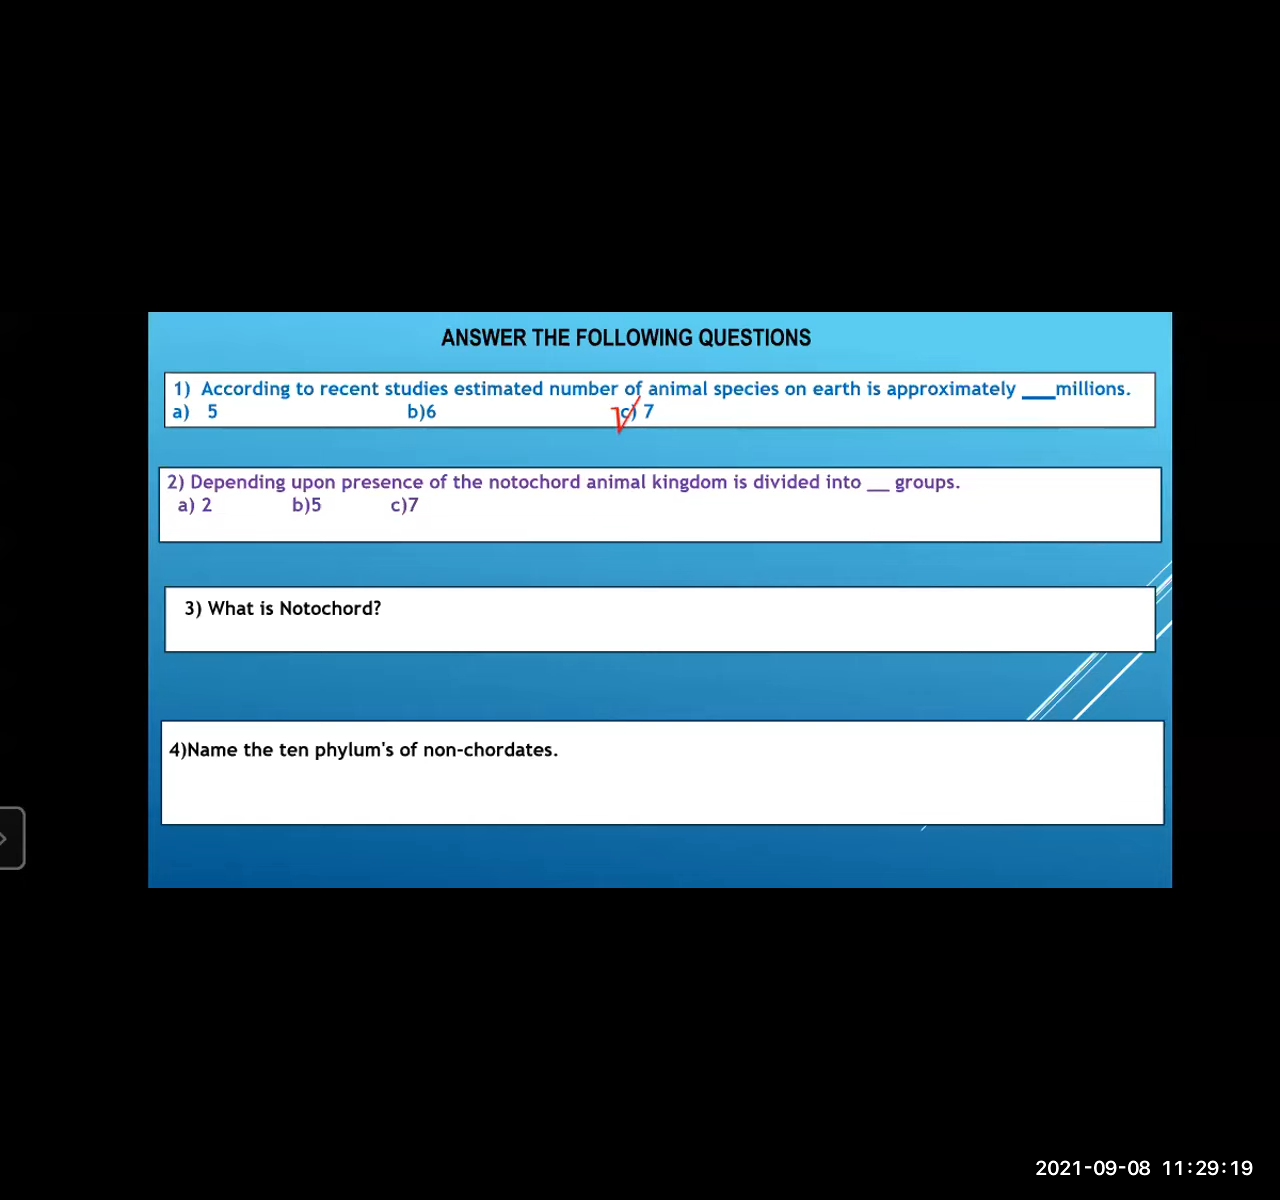 ANSWER THE FOLLOWING QUESTIONS
1) According to recent studies estimated number of animal species on earth is approximately ___millions.
a) 5 b)6 c) 7
2) Depending upon presence of the notochord animal kingdom is divided into __ groups.
a) 2 b)5 c)7
3) What is Notochord?
4)Name the ten phylum's of non-chordates.
2021-09-08 11:29:19